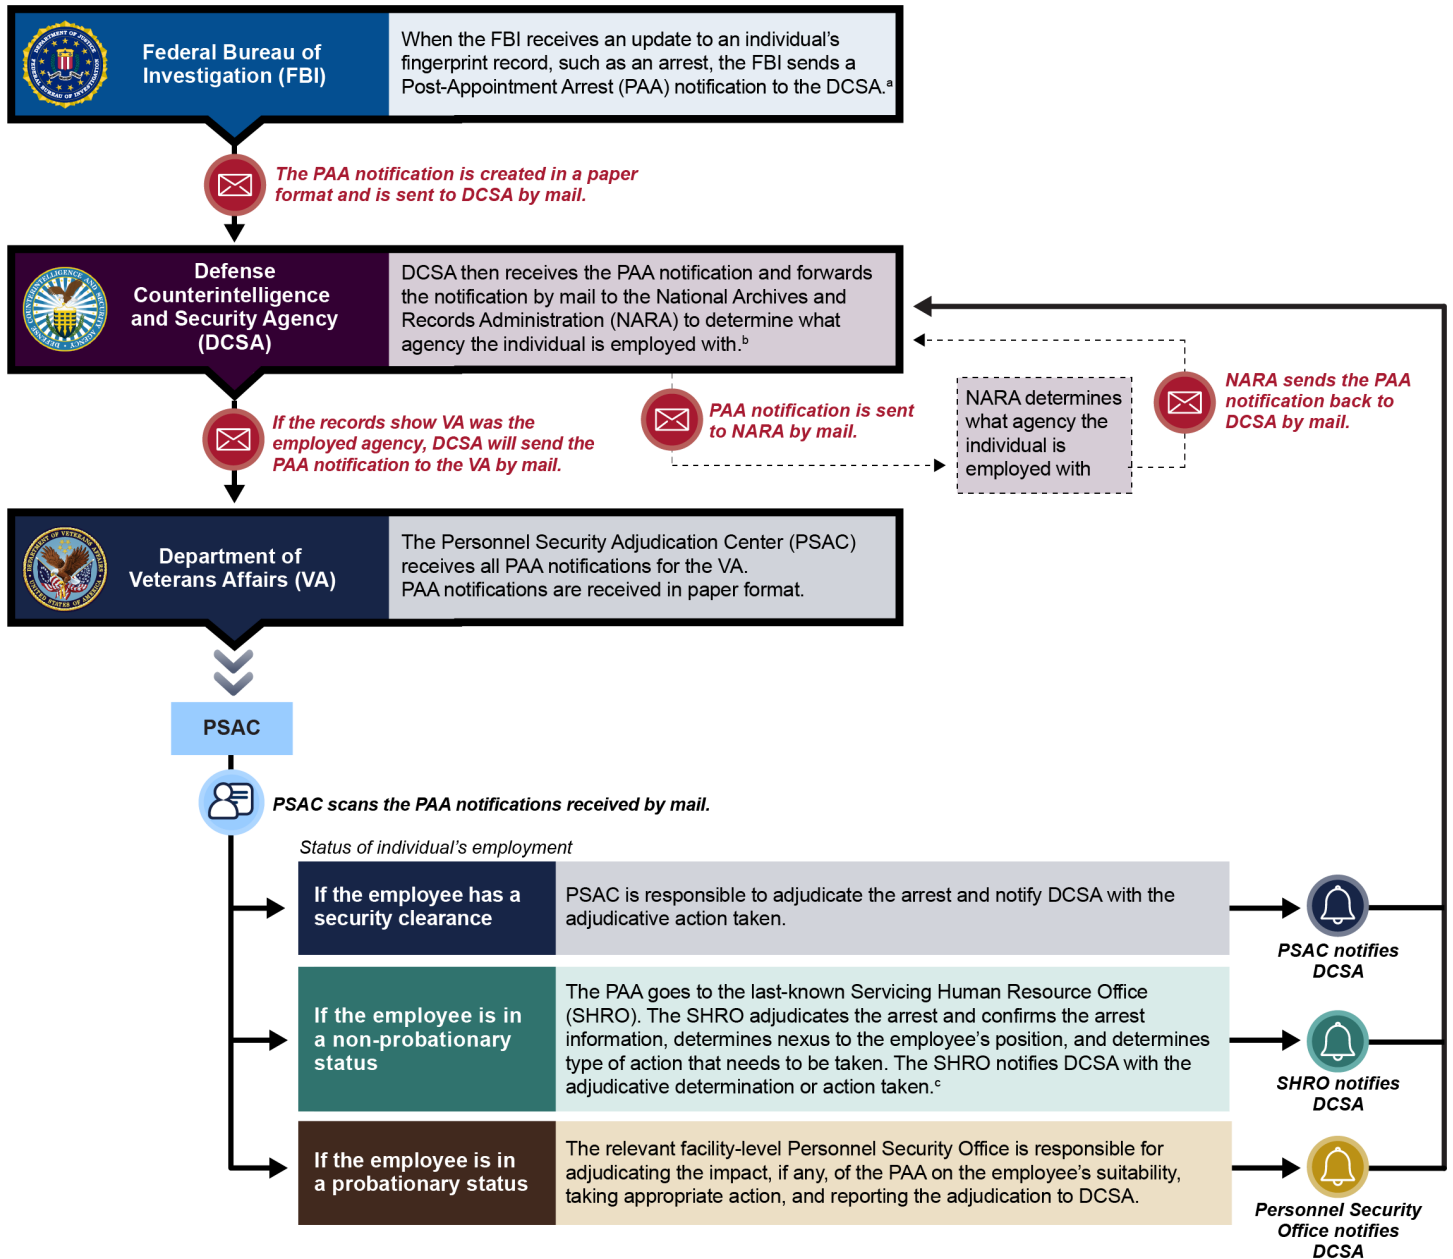 Federal Bureau of
Investigation (FBI)
When the FBI receives an update to an individual’s
fingerprint record, such as an arrest, the FBI sends a
Post-Appointment Arrest (PAA) notification to the DCSA.ᵃ
The PAA notification is created in a paper
format and is sent to DCSA by mail.
Defense
Counterintelligence
and Security Agency
(DCSA)
DCSA then receives the PAA notification and forwards
the notification by mail to the National Archives and
Records Administration (NARA) to determine what
agency the individual is employed with.ᵇ
If the records show VA was the
employed agency, DCSA will send the
PAA notification to the VA by mail.
PAA notification is sent
to NARA by mail.
NARA determines
what agency the
individual is
employed with
NARA sends the PAA
notification back to
DCSA by mail.
Department of
Veterans Affairs (VA)
The Personnel Security Adjudication Center (PSAC)
receives all PAA notifications for the VA.
PAA notifications are received in paper format.
PSAC
PSAC scans the PAA notifications received by mail.
Status of individual’s employment
If the employee has a
security clearance
PSAC is responsible to adjudicate the arrest and notify DCSA with the
adjudicative action taken.
PSAC notifies
DCSA
If the employee is in
a non-probationary
status
The PAA goes to the last-known Servicing Human Resource Office
(SHRO). The SHRO adjudicates the arrest and confirms the arrest
information, determines nexus to the employee’s position, and determines
type of action that needs to be taken. The SHRO notifies DCSA with the
adjudicative determination or action taken.ᶜ
SHRO notifies
DCSA
If the employee is in
a probationary status
The relevant facility-level Personnel Security Office is responsible for
adjudicating the impact, if any, of the PAA on the employee’s suitability,
taking appropriate action, and reporting the adjudication to DCSA.
Personnel Security
Office notifies
DCSA